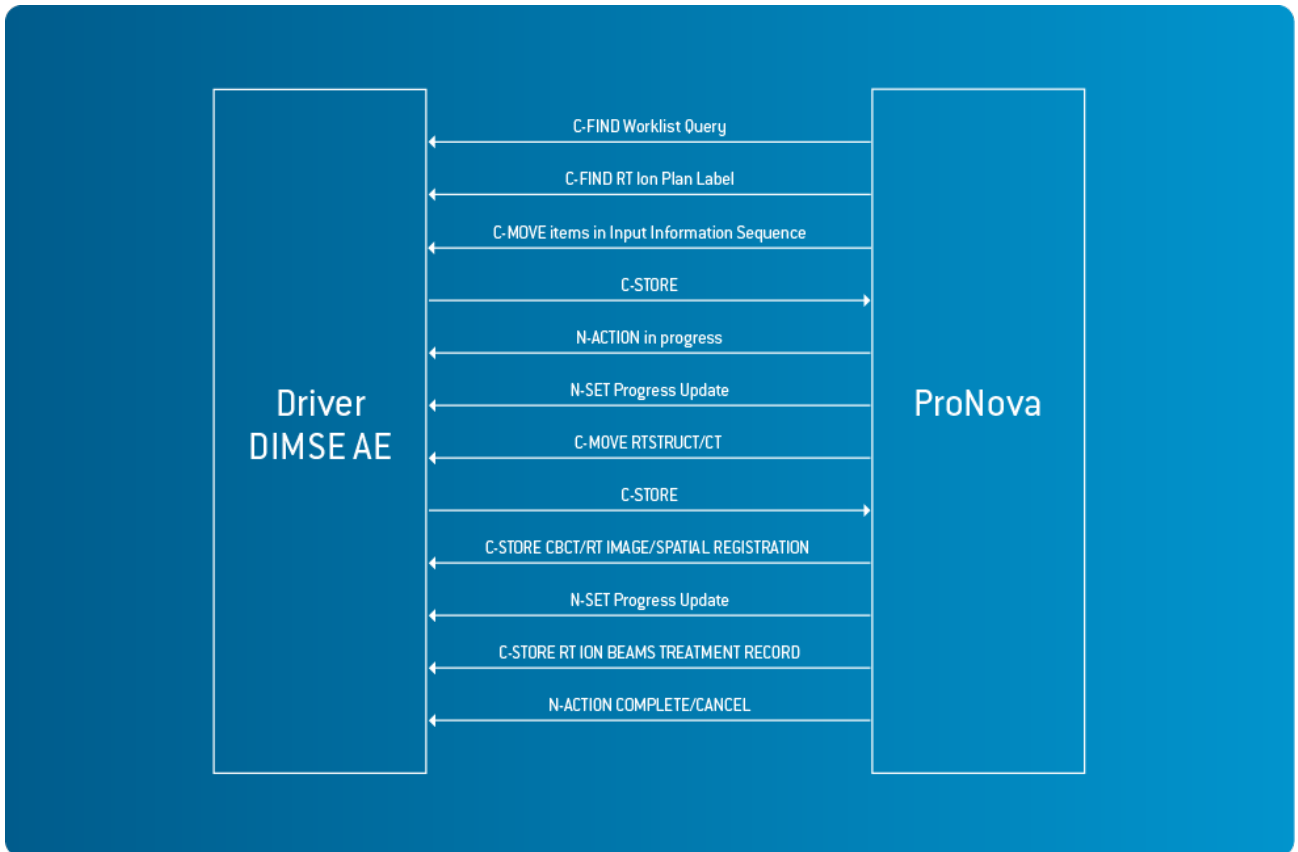 C-FIND Worklist Query
C-FIND RT Ion Plan Label
C-MOVE items in Input Information Sequence
C-STORE
N-ACTION in progress
N-SET Progress Update
Driver
DIMSE AE
ProNova
C-MOVE RTSTRUCT/CT
C-STORE
C-STORE CBCT/RT IMAGE/SPATIAL REGISTRATION
N-SET Progress Update
C-STORE RT ION BEAMS TREATMENT RECORD
N-ACTION COMPLETE/CANCEL